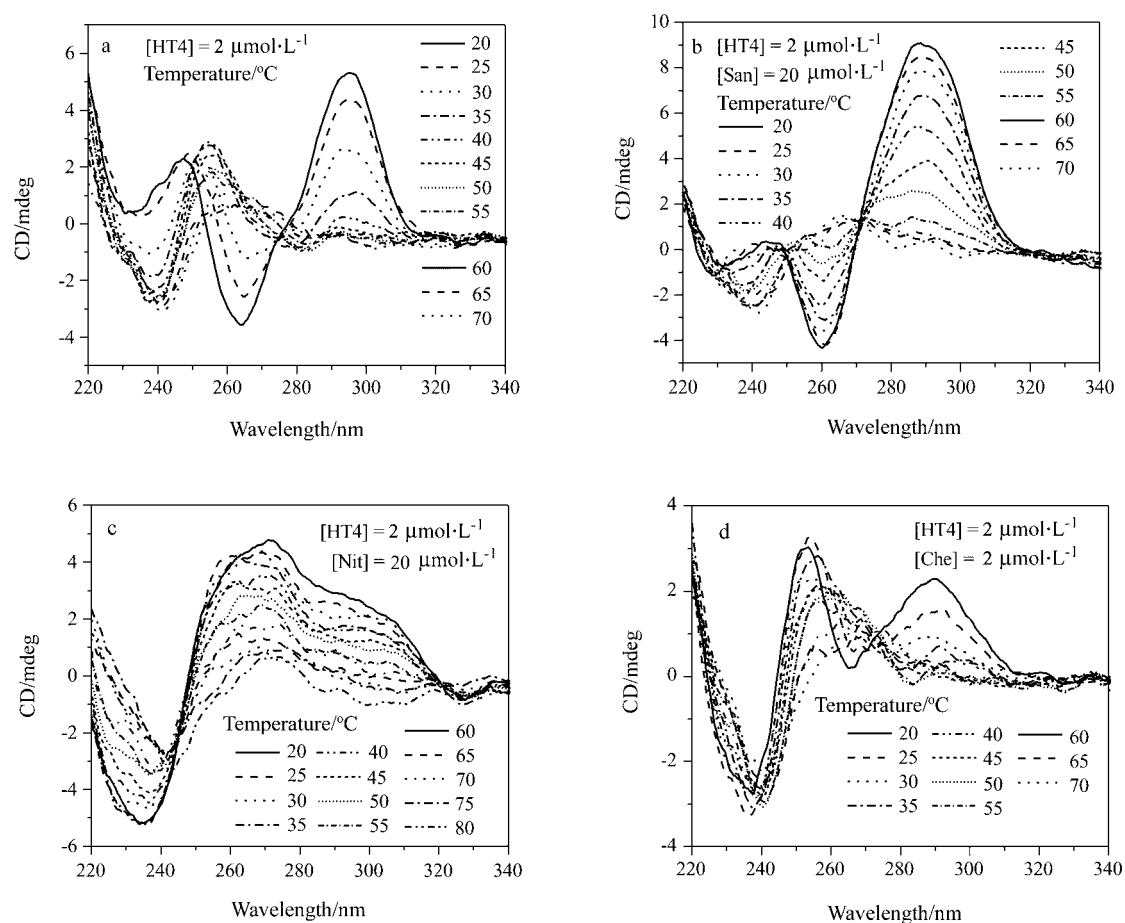 a
[HT4] = 2 μmol·L-1
Temperature/°C
20
25
30
35
40
45
50
55
60
65
70
6
4
2
0
-2
-4
220 240 260 280 300 320 340
CD/mdeg
Wavelength/nm
b
[HT4] = 2 μmol·L-1
[San] = 20 μmol·L-1
Temperature/°C
20
25
30
35
40
45
50
55
60
65
70
10
8
6
4
2
0
-2
-4
220 240 260 280 300 320 340
CD/mdeg
Wavelength/nm
c
[HT4] = 2 μmol·L-1
[Nit] = 20 μmol·L-1
Temperature/°C
20 40 60
25 45 65
30 50 70
35 55 75
80
6
4
2
0
-2
-4
-6
220 240 260 280 300 320 340
CD/mdeg
Wavelength/nm
d
[HT4] = 2 μmol·L-1
[Che] = 2 μmol·L-1
Temperature/°C
20 40 60
25 45 65
30 50 70
35 55
4
2
0
-2
-4
220 240 260 280 300 320 340
CD/mdeg
Wavelength/nm